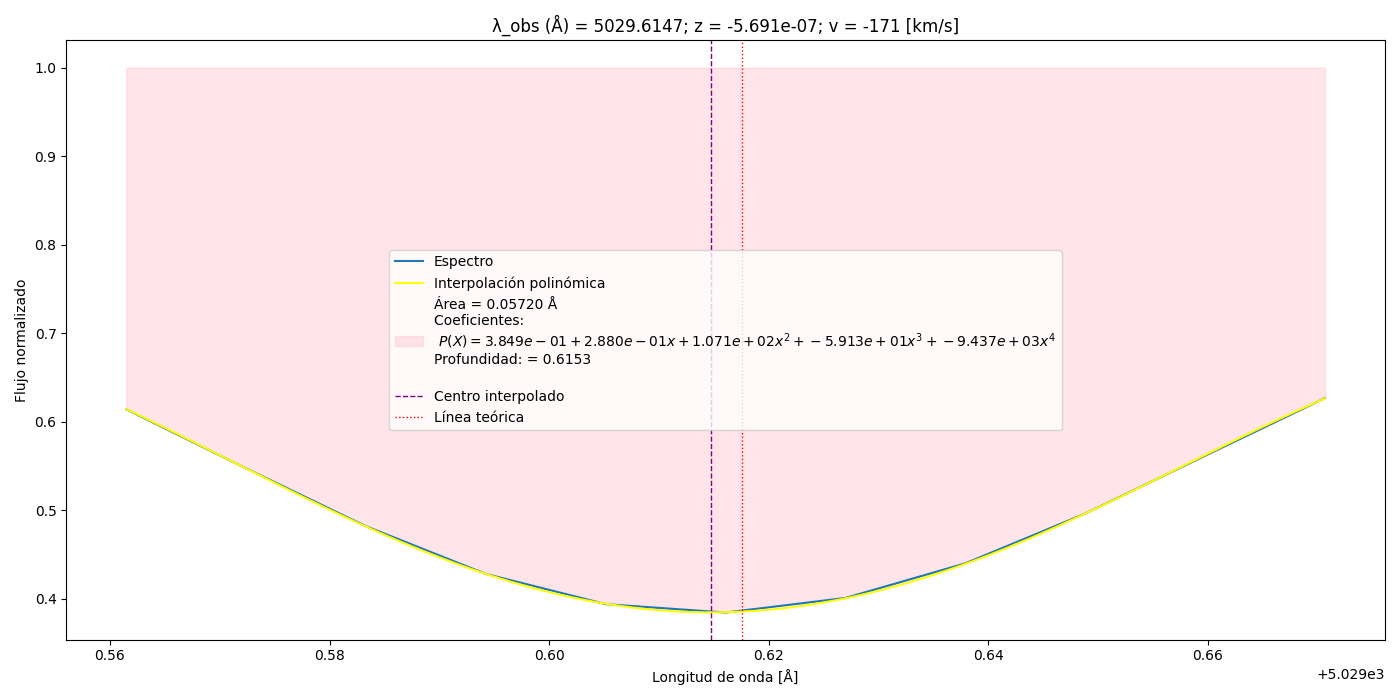 λ_obs (Å) = 5029.6147; z = -5.691e-07; v = -171 [km/s]
Flujo normalizado
1.0
0.9
0.8
0.7
0.6
0.5
0.4
Espectro
Interpolación polinómica
Área = 0.05720 Å
Coeficientes:
P(X) = 3.849e − 01 + 2.880e − 01x + 1.071e + 02x² + −5.913e + 01x³ + −9.437e + 03x⁴
Profundidad: = 0.6153
Centro interpolado
Línea teórica
0.56 0.58 0.60 0.62 0.64 0.66
+5.029e3
Longitud de onda [Å]